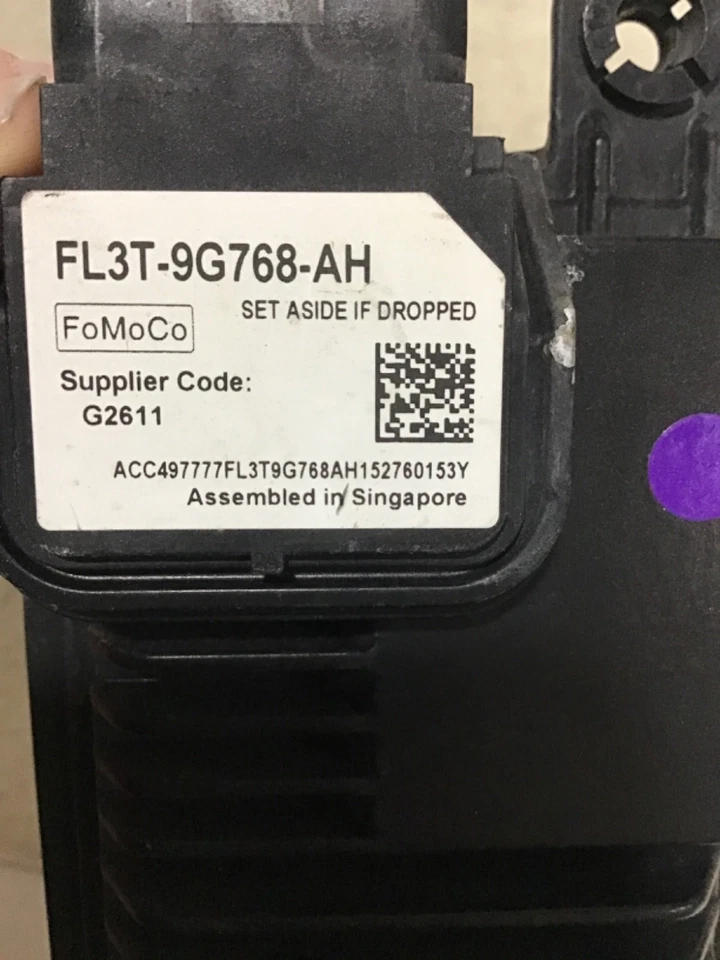 FL3T-9G768-AH
SET ASIDE IF DROPPED
FoMoCo
Supplier Code:
G2611
ACC497777FL3T9G768AH152760153Y
Assembled in Singapore